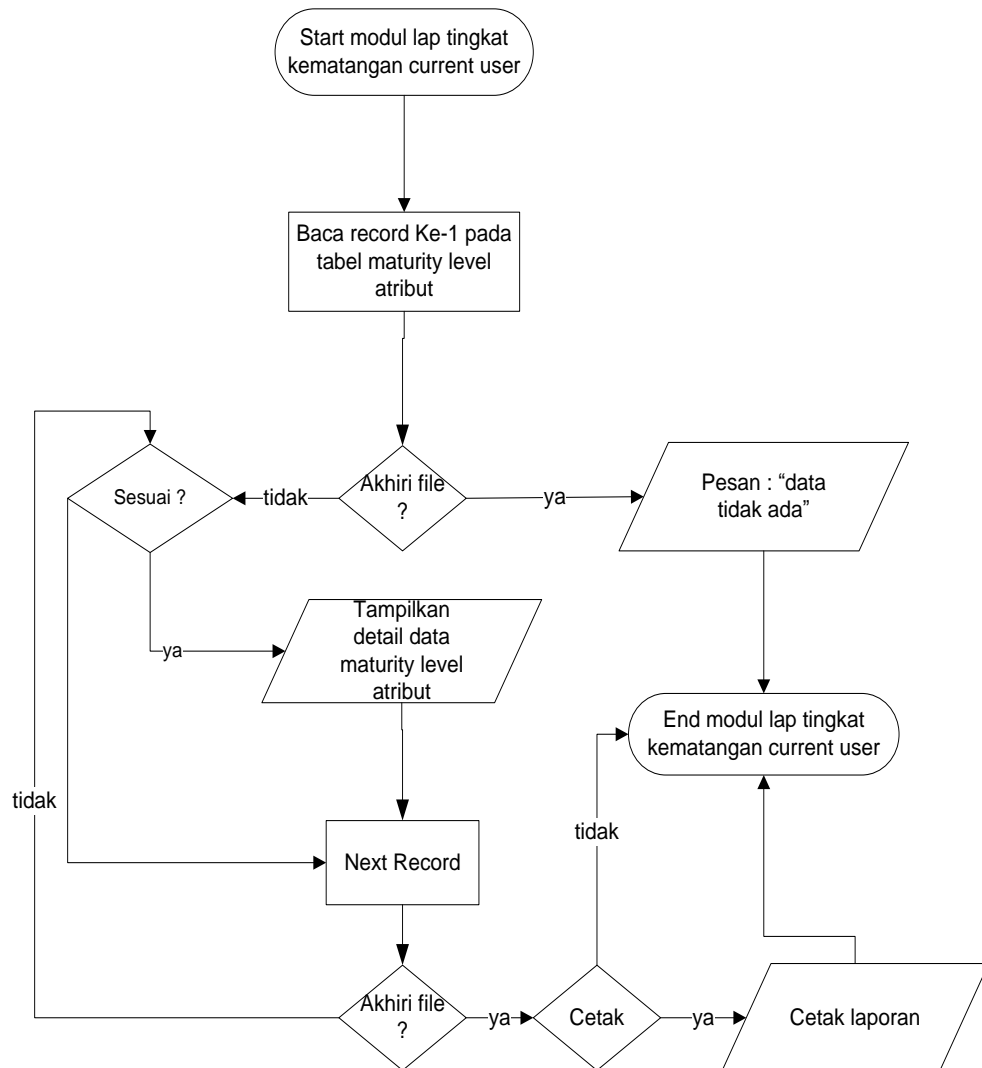 Start modul lap tingkat
kematangan current user
Baca record Ke-1 pada
tabel maturity level
atribut
Sesuai ?
tidak
Akhiri file
?
ya
Pesan : “data
tidak ada”
ya
Tampilkan
detail data
maturity level
atribut
End modul lap tingkat
kematangan current user
tidak
tidak
Next Record
Akhiri file
?
ya
Cetak
ya
Cetak laporan